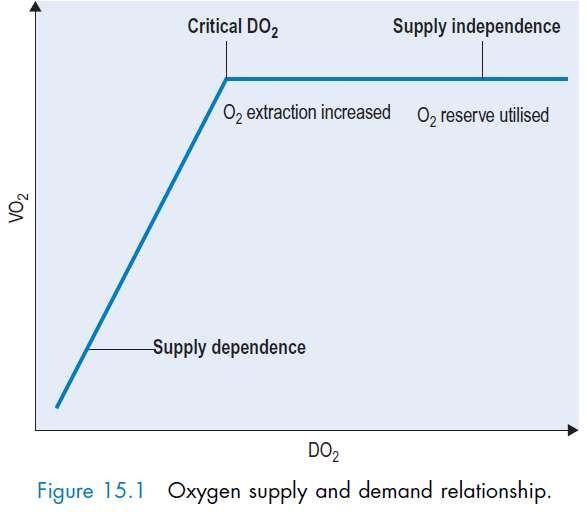 Critical DO₂
Supply independence
O₂ extraction increased
O₂ reserve utilised
VO₂
Supply dependence
DO₂
Figure 15.1 Oxygen supply and demand relationship.